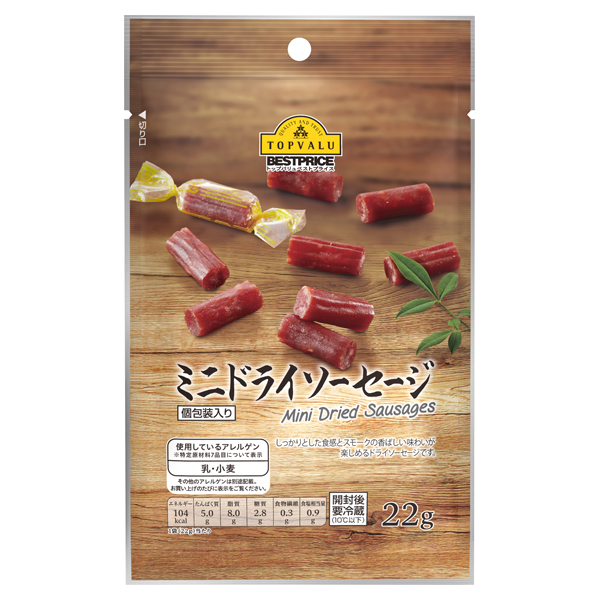 ◀切り口
QUALITY AND TRUST
TOPVALU
BESTPRICE
トップバリュベストプライス
ミニドライソーセージ
個包装入り
Mini Dried Sausages
しっかりとした食感とスモークの香ばしい味わいが
楽しめるドライソーセージです。
使用しているアレルゲン
※特定原材料7品目について表示
乳・小麦
その他のアレルゲンは別途記載。
お買い上げのたびに表示をご覧ください。
エネルギー たんぱく質 脂質 糖質 食物繊維 食塩相当量
104 kcal 5.0 g 8.0 g 2.8 g 0.3 g 0.9 g
1袋(22g)当たり
開封後
要冷蔵
(10℃以下)
22g